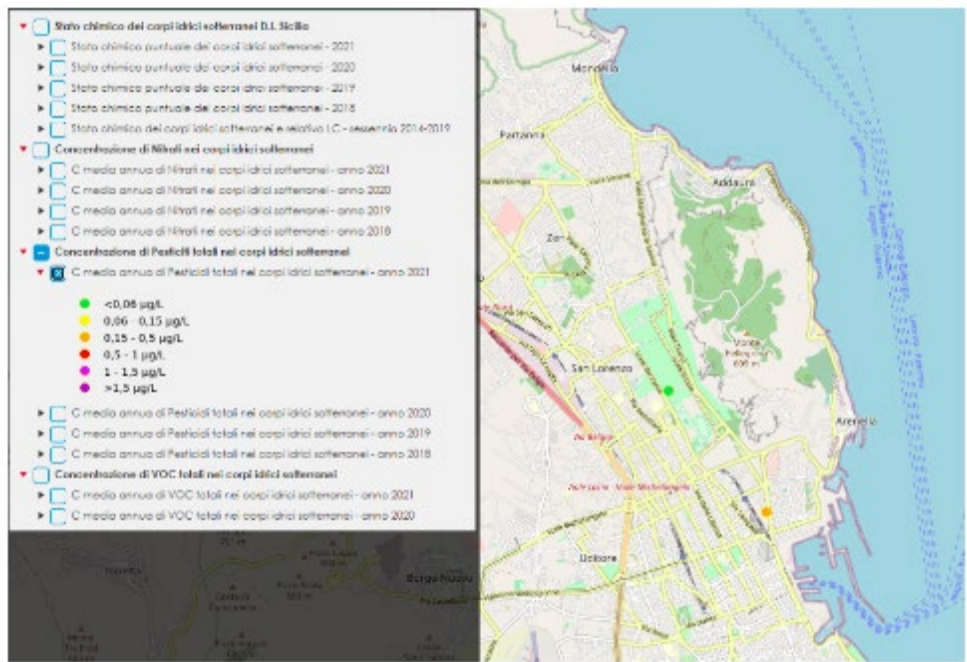 Stato chimico dei corpi idrici sotterranei D.I. Sicilia
Stato chimico puntuale dei corpi idrici sotterranei - 2021
Stato chimico puntuale dei corpi idrici sotterranei - 2020
Stato chimico puntuale dei corpi idrici sotterranei - 2019
Stato chimico puntuale dei corpi idrici sotterranei - 2018
Stato chimico dei corpi idrici sotterranei e relativo LC - sessennio 2014-2019
Concentrazione di Nitrati nei corpi idrici sotterranei
C media annua di Nitrati nei corpi idrici sotterranei - anno 2021
C media annua di Nitrati nei corpi idrici sotterranei - anno 2020
C media annua di Nitrati nei corpi idrici sotterranei - anno 2019
C media annua di Nitrati nei corpi idrici sotterranei - anno 2018
Concentrazione di Pesticiti totali nei corpi idrici sotterranei
C media annua di Pesticidi totali nei corpi idrici sotterranei - anno 2021
<0,06 µg/L
0,06 - 0,15 µg/L
0,15 - 0,5 µg/L
0,5 - 1 µg/L
1 - 1,5 µg/L
>1,5 µg/L
C media annua di Pesticidi totali nei corpi idrici sotterranei - anno 2020
C media annua di Pesticidi totali nei corpi idrici sotterranei - anno 2019
C media annua di Pesticidi totali nei corpi idrici sotterranei - anno 2018
Concentrazione di VOC totali nei corpi idrici sotterranei
C media annua di VOC totali nei corpi idrici sotterranei - anno 2021
C media annua di VOC totali nei corpi idrici sotterranei - anno 2020
Mondello
Partanna
Addaura
Zen
Monte
Pellegrino
609 m
San Lorenzo
Arenella
Via Belgio
Uditore
Torretta
Borgo Nuovo